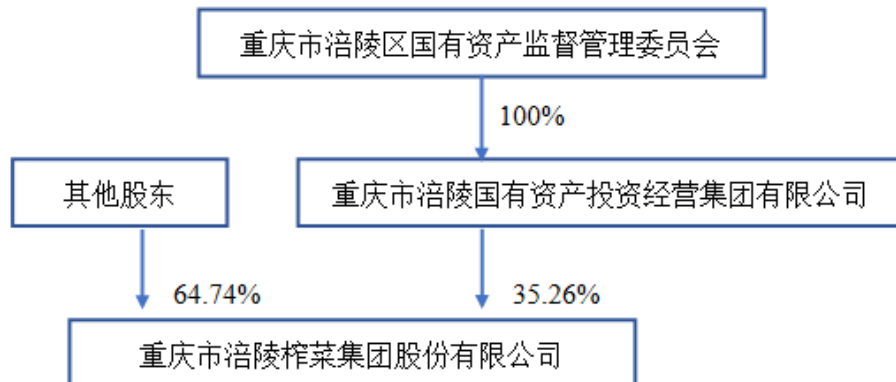 重庆市涪陵区国有资产监督管理委员会
100%
其他股东
重庆市涪陵国有资产投资经营集团有限公司
64.74%
35.26%
重庆市涪陵榨菜集团股份有限公司